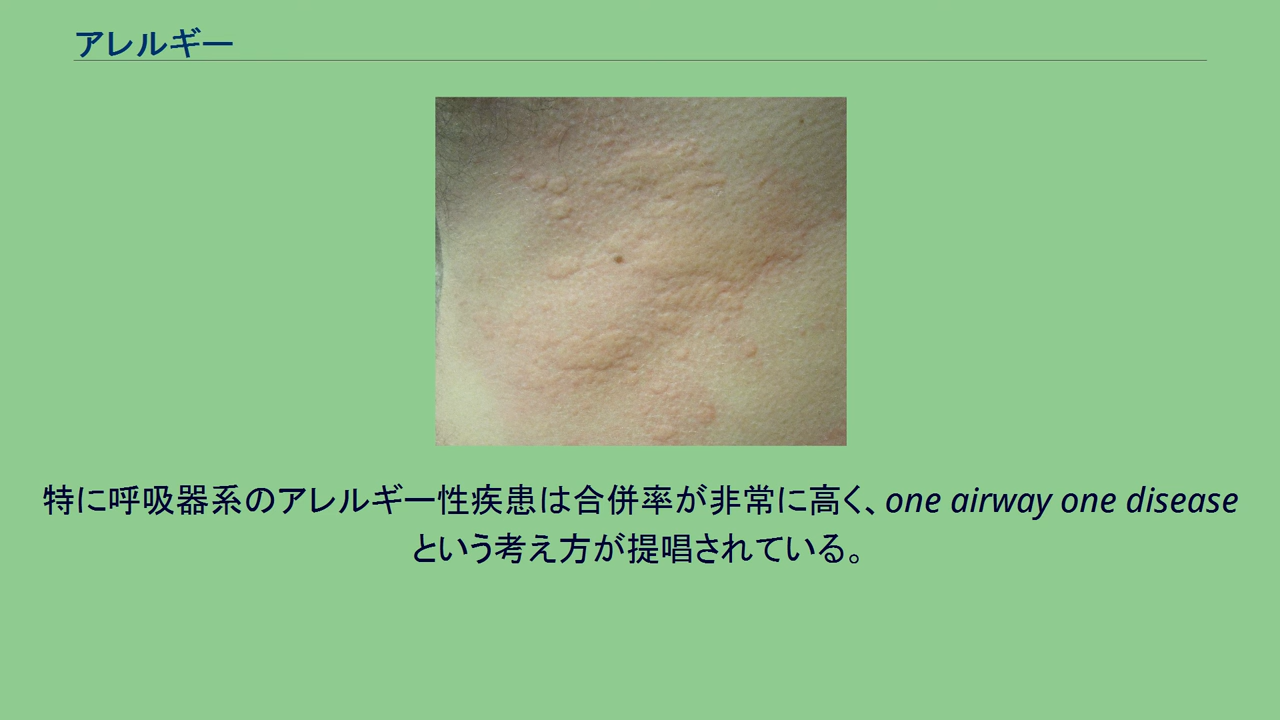 アレルギー
特に呼吸器系のアレルギー性疾患は合併率が非常に高く、one airway one disease
という考え方が提唱されている。